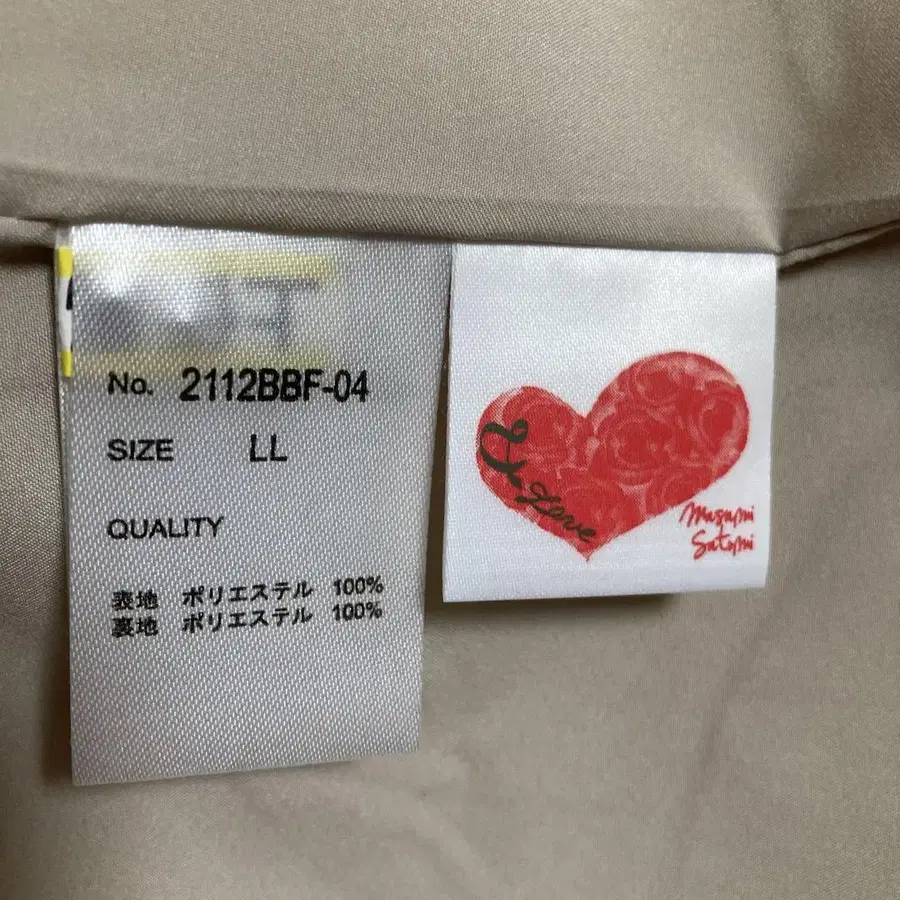 No. 2112BBF-04
SIZE LL
QUALITY
表地 ポリエステル 100%
裏地 ポリエステル 100%
Love
Masami
Satomi